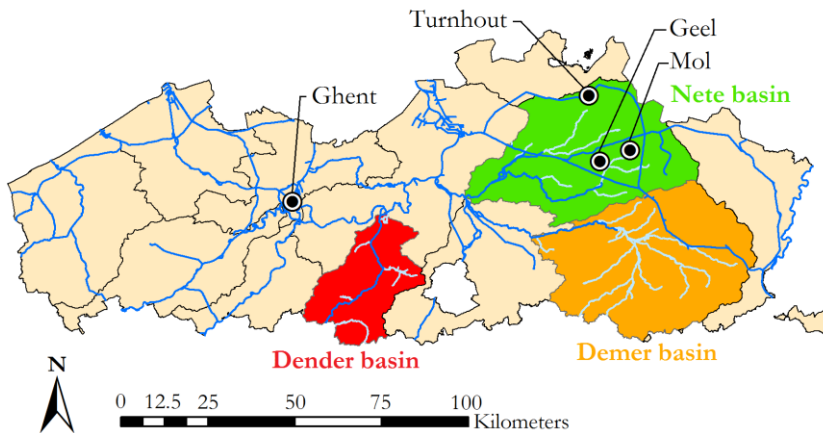 Turnhout
Geel
Mol
Ghent
Nete basin
Dender basin
Demer basin
N
0 12.5 25 50 75 100
Kilometers